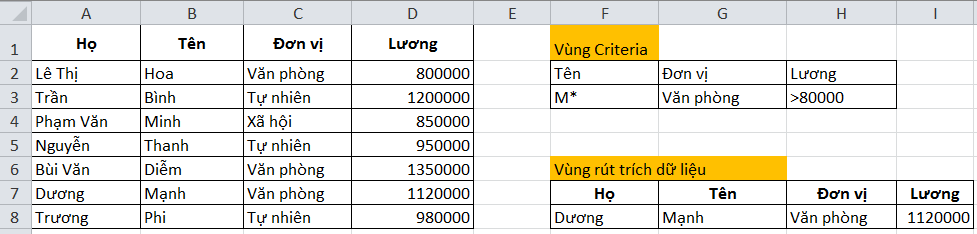 A B C D E F G H I
1 Họ Tên Đơn vị Lương Vùng Criteria
2 Lê Thị Hoa Văn phòng 800000 Tên Đơn vị Lương
3 Trần Bình Tự nhiên 1200000 M* Văn phòng >80000
4 Phạm Văn Minh Xã hội 850000
5 Nguyễn Thanh Tự nhiên 950000
6 Bùi Văn Diễm Văn phòng 1350000 Vùng rút trích dữ liệu
7 Dương Mạnh Văn phòng 1120000 Họ Tên Đơn vị Lương
8 Trương Phi Tự nhiên 980000 Dương Mạnh Văn phòng 1120000